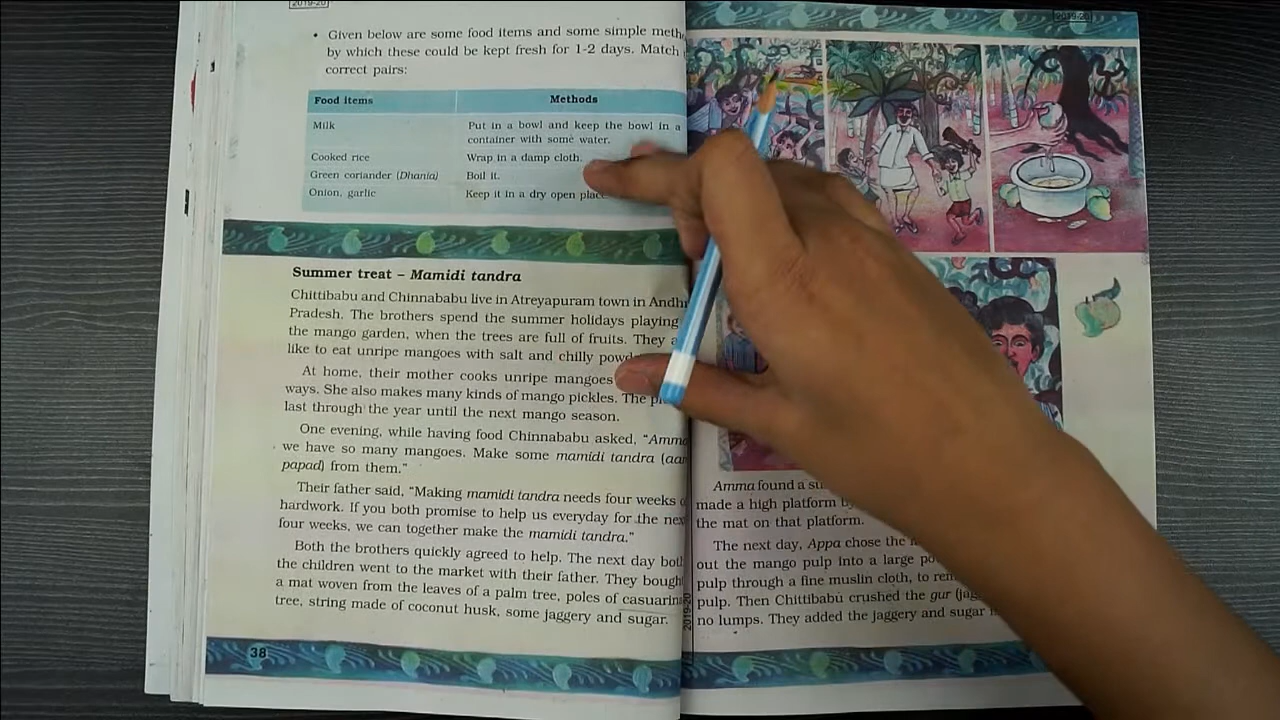 2019-20
• Given below are some food items and some simple
by which these could be kept fresh for 1-2 days. Match
correct pairs:
Food items Methods
Milk Put in a bowl and keep the bowl in a
container with some water.
Cooked rice Wrap in a damp cloth.
Green coriander (Dhania) Boil it.
Onion, garlic Keep it in a dry open
Summer treat – Mamidi tandra
Chittibabu and Chinnababu live in Atreyapuram town in
Pradesh. The brothers spend the summer holidays playing
the mango garden, when the trees are full of fruits. They
like to eat unripe mangoes with salt and chilly
At home, their mother cooks unripe mangoes
ways. She also makes many kinds of mango pickles. The
last through the year until the next mango season.
One evening, while having food Chinnababu asked, “Amma
we have so many mangoes. Make some mamidi tandra
papad) from them.”
Their father said, “Making mamidi tandra needs four weeks
hardwork. If you both promise to help us everyday for the
four weeks, we can together make the mamidi tandra.”
Both the brothers quickly agreed to help. The next day both
the children went to the market with their father. They bought
a mat woven from the leaves of a palm tree, poles of casuarina
tree, string made of coconut husk, some jaggery and sugar.
38
2019-20
Amma found a
made a high platform
the mat on that platform.
The next day, Appa chose the
out the mango pulp into a large
pulp through a fine muslin cloth, to
pulp. Then Chittibabu crushed the gur
no lumps. They added the jaggery and sugar
2019-20